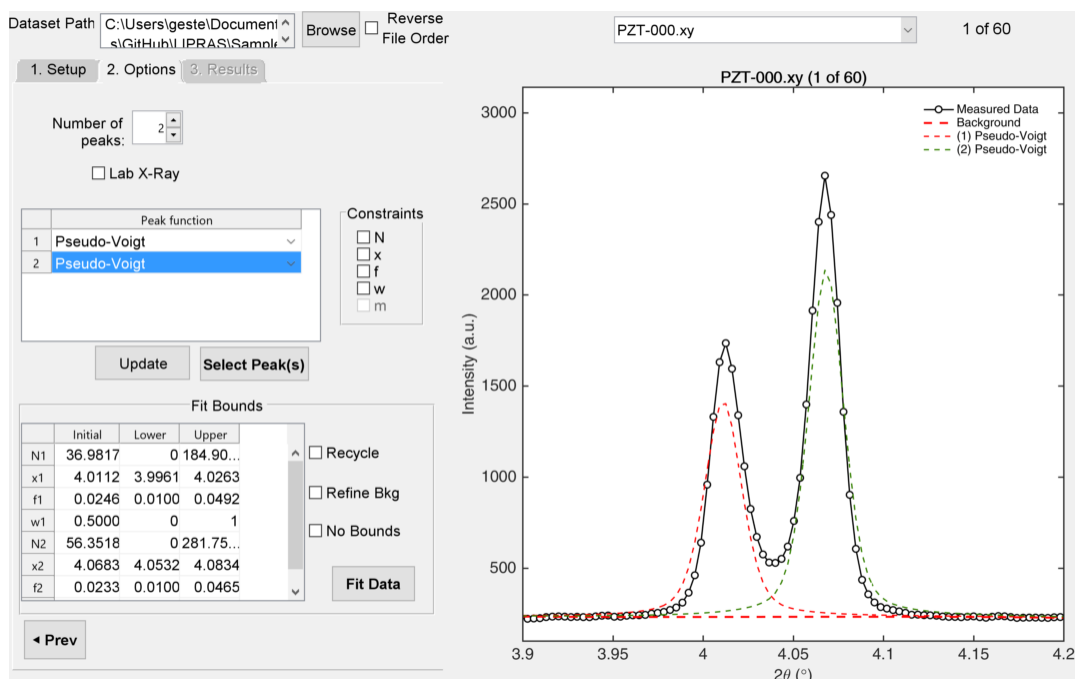 Dataset Path
C:\Users\geste\Document
s\GitHub\LIPRAS\Sample
Browse
Reverse
File Order
PZT-000.xy
1 of 60
1. Setup
2. Options
3. Results
Number of
peaks:
2
Lab X-Ray
Peak function
1 Pseudo-Voigt
2 Pseudo-Voigt
Constraints
N
x
f
w
m
Update
Select Peak(s)
Fit Bounds
Initial Lower Upper
N1 36.9817 0 184.90...
x1 4.0112 3.9961 4.0263
f1 0.0246 0.0100 0.0492
w1 0.5000 0 1
N2 56.3518 0 281.75...
x2 4.0683 4.0532 4.0834
f2 0.0233 0.0100 0.0465
Recycle
Refine Bkg
No Bounds
Fit Data
Prev
PZT-000.xy (1 of 60)
Measured Data
Background
(1) Pseudo-Voigt
(2) Pseudo-Voigt
Intensity (a.u.)
3000
2500
2000
1500
1000
500
3.9 3.95 4 4.05 4.1 4.15 4.2
2θ (°)